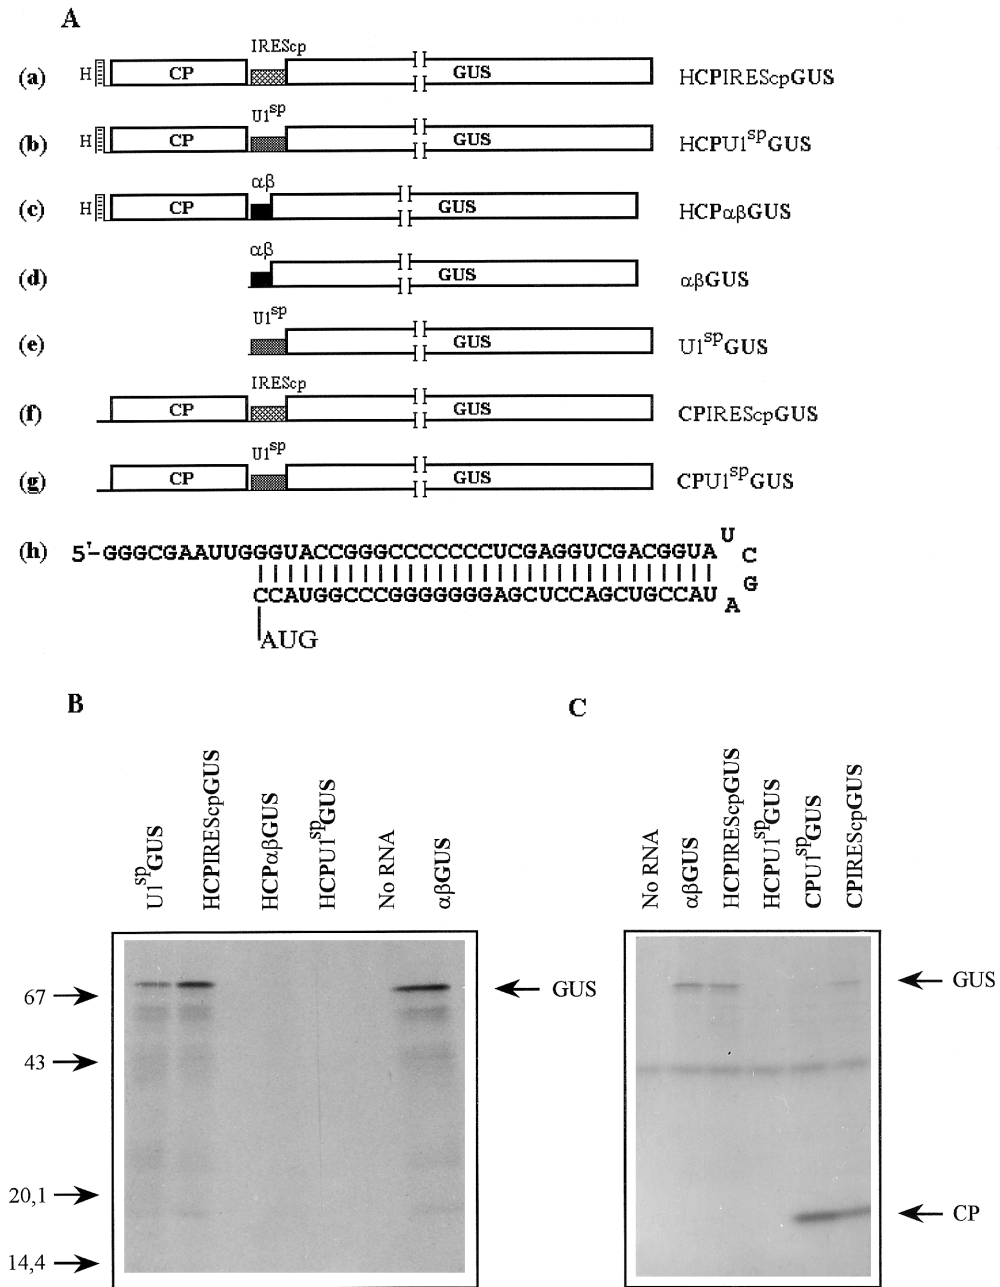 A
(a) H CP IREScp GUS HCPIREScpGUS
(b) H CP U1sp GUS HCPU1spGUS
(c) H CP αβ GUS HCPαβGUS
(d) αβ GUS αβGUS
(e) U1sp GUS U1spGUS
(f) CP IREScp GUS CPIREScpGUS
(g) CP U1sp GUS CPU1spGUS
(h) 5'-GGGCGAAUUGGGUACCGGGCCCCCCCUCGAGGUCGACGGUA
U
C
G
A
CCAUGGCCCGGGGGGGAGCUCCAGCUGCCAU
AUG
B
U1spGUS
HCPIREScpGUS
HCPαβGUS
HCPU1spGUS
No RNA
αβGUS
67
43
20,1
14,4
GUS
C
No RNA
αβGUS
HCPIREScpGUS
HCPU1spGUS
CPU1spGUS
CPIREScpGUS
GUS
CP